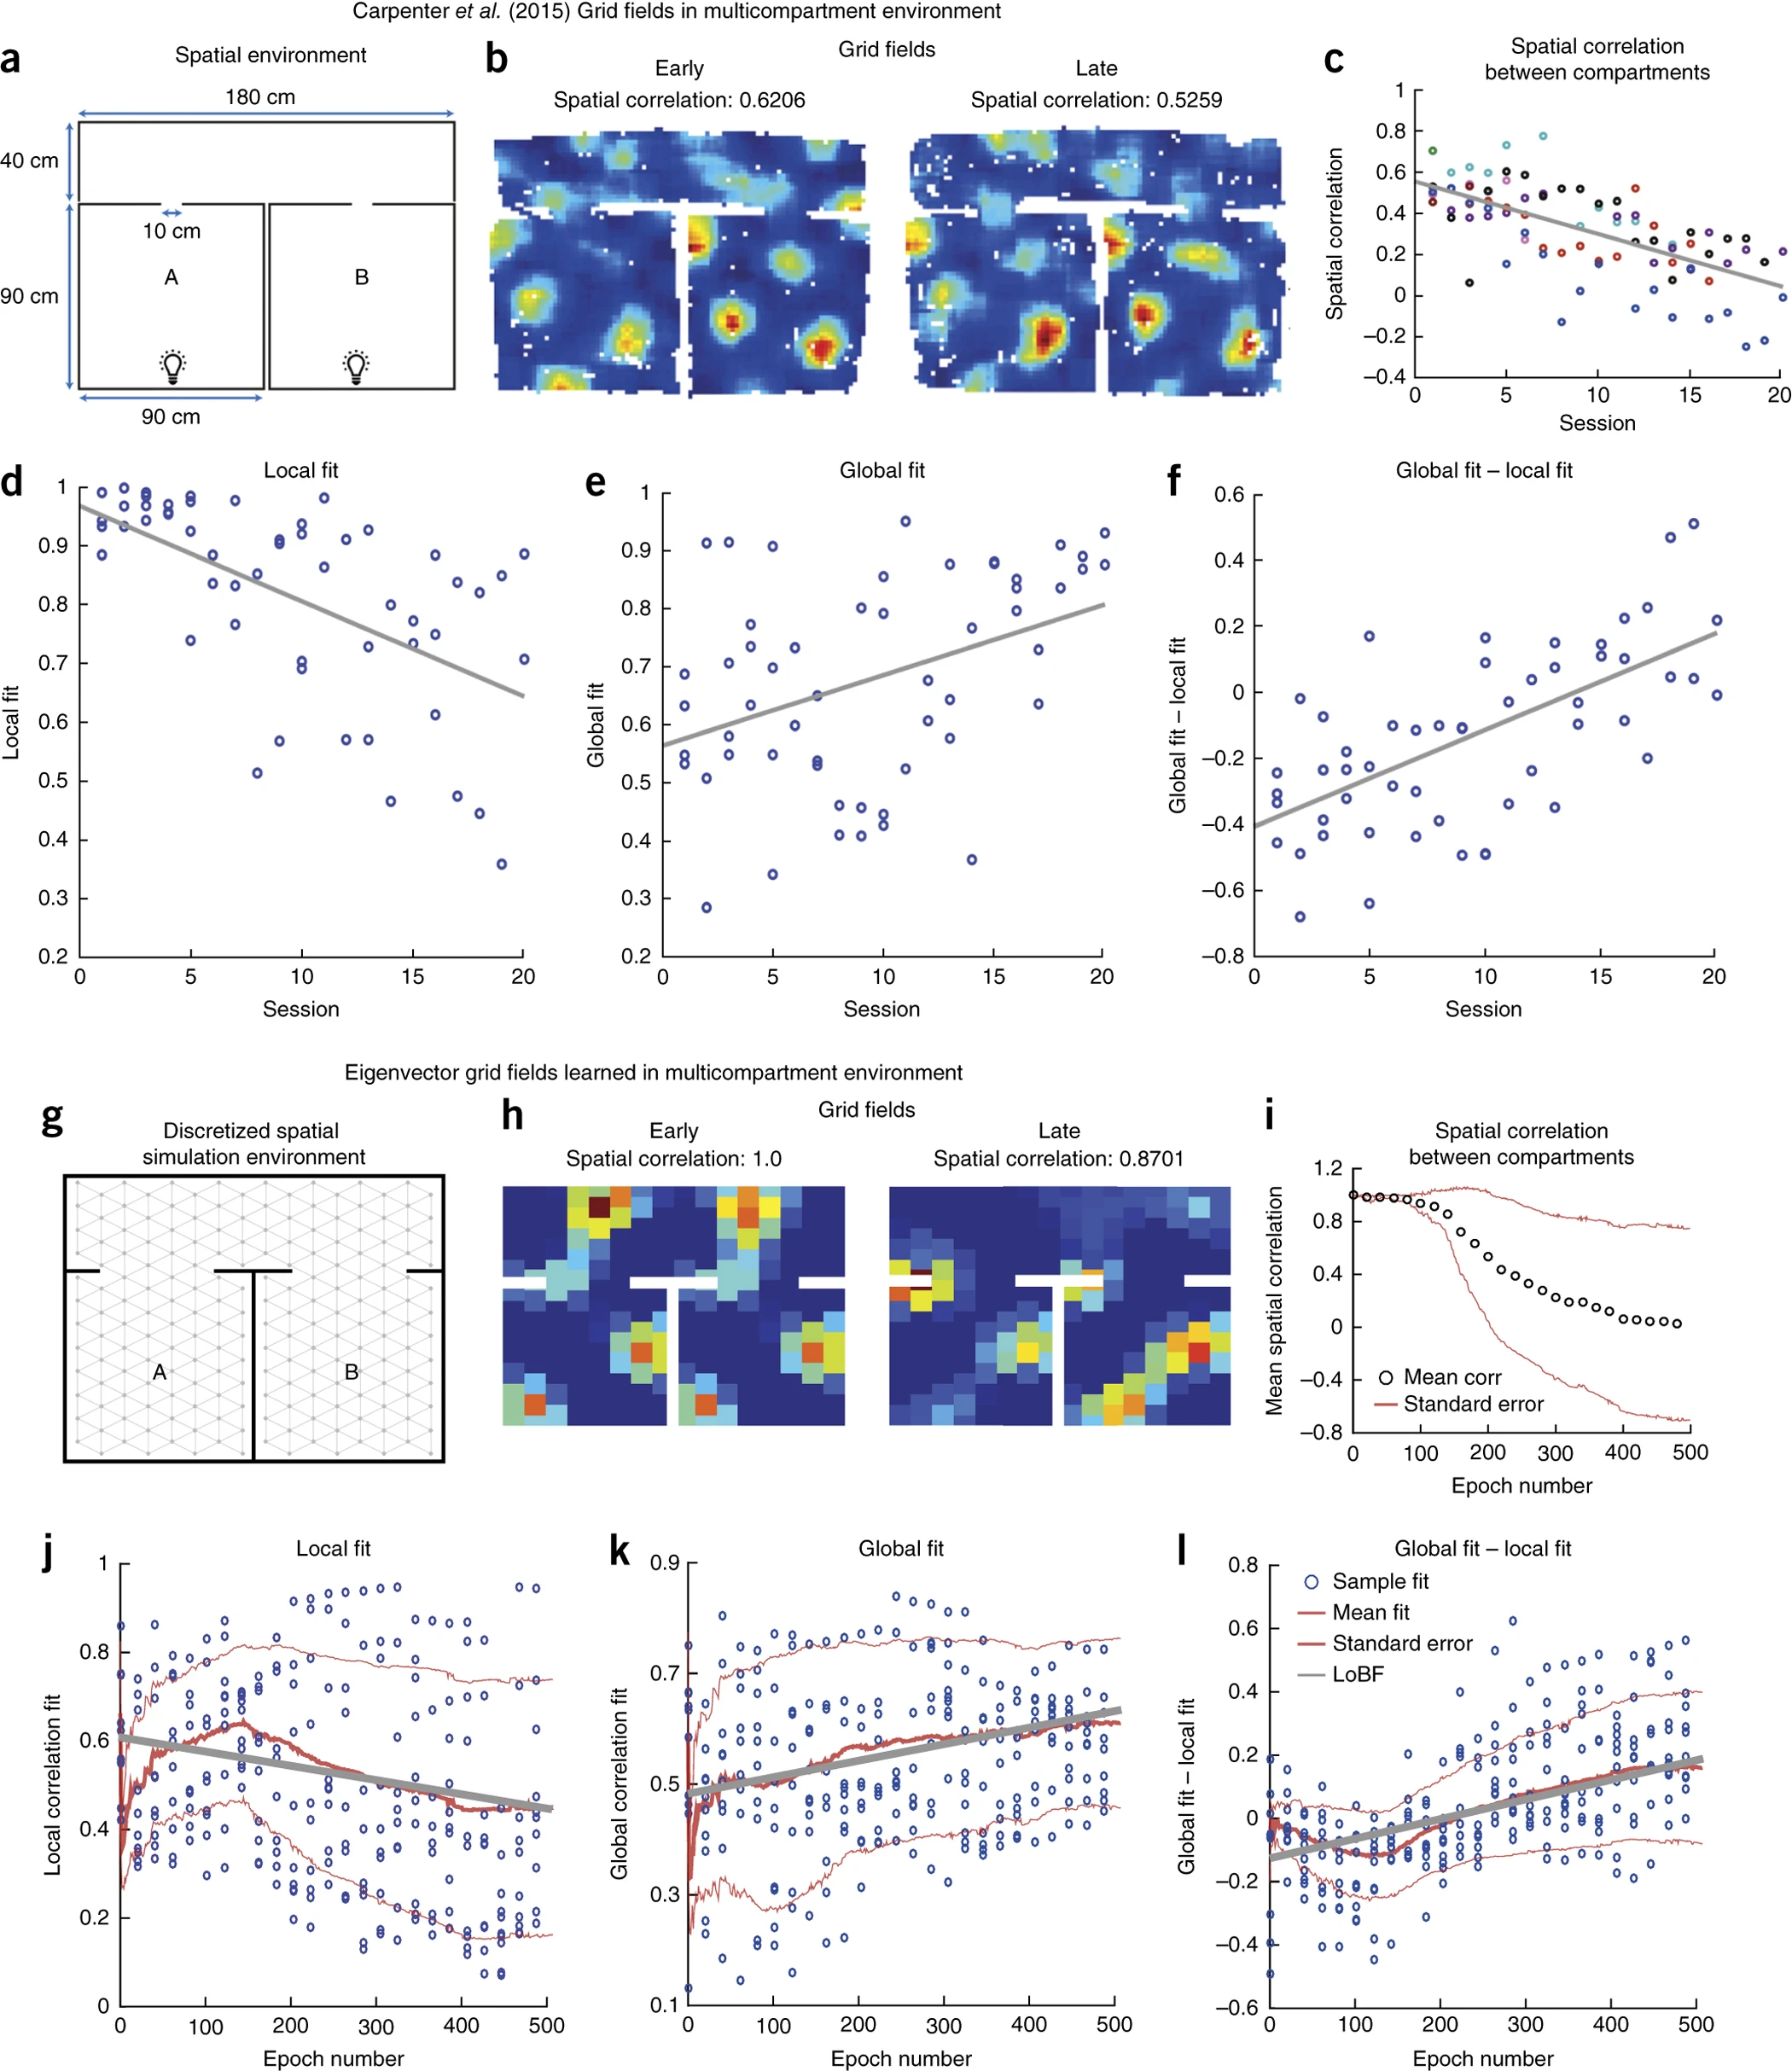 Carpenter et al. (2015) Grid fields in multicompartment environment
a
Spatial environment
180 cm
40 cm
10 cm
90 cm
A
B
90 cm
b
Grid fields
Early
Late
Spatial correlation: 0.6206
Spatial correlation: 0.5259
c
Spatial correlation
between compartments
Spatial correlation
1
0.8
0.6
0.4
0.2
0
–0.2
–0.4
0
5
10
15
20
Session
d
Local fit
Local fit
1
0.9
0.8
0.7
0.6
0.5
0.4
0.3
0.2
0
5
10
15
20
Session
e
Global fit
Global fit
1
0.9
0.8
0.7
0.6
0.5
0.4
0.3
0.2
0
5
10
15
20
Session
f
Global fit – local fit
Global fit – local fit
0.6
0.4
0.2
0
–0.2
–0.4
–0.6
–0.8
0
5
10
15
20
Session
Eigenvector grid fields learned in multicompartment environment
g
Discretized spatial
simulation environment
A
B
h
Grid fields
Early
Late
Spatial correlation: 1.0
Spatial correlation: 0.8701
i
Spatial correlation
between compartments
Mean spatial correlation
1.2
0.8
0.4
0
–0.4
–0.8
Mean corr
Standard error
0
100
200
300
400
500
Epoch number
j
Local fit
Local correlation fit
1
0.8
0.6
0.4
0.2
0
0
100
200
300
400
500
Epoch number
k
Global fit
Global correlation fit
0.9
0.7
0.5
0.3
0.1
0
100
200
300
400
500
Epoch number
l
Global fit – local fit
Global fit – local fit
0.8
0.6
0.4
0.2
0
–0.2
–0.4
–0.6
Sample fit
Mean fit
Standard error
LoBF
0
100
200
300
400
500
Epoch number